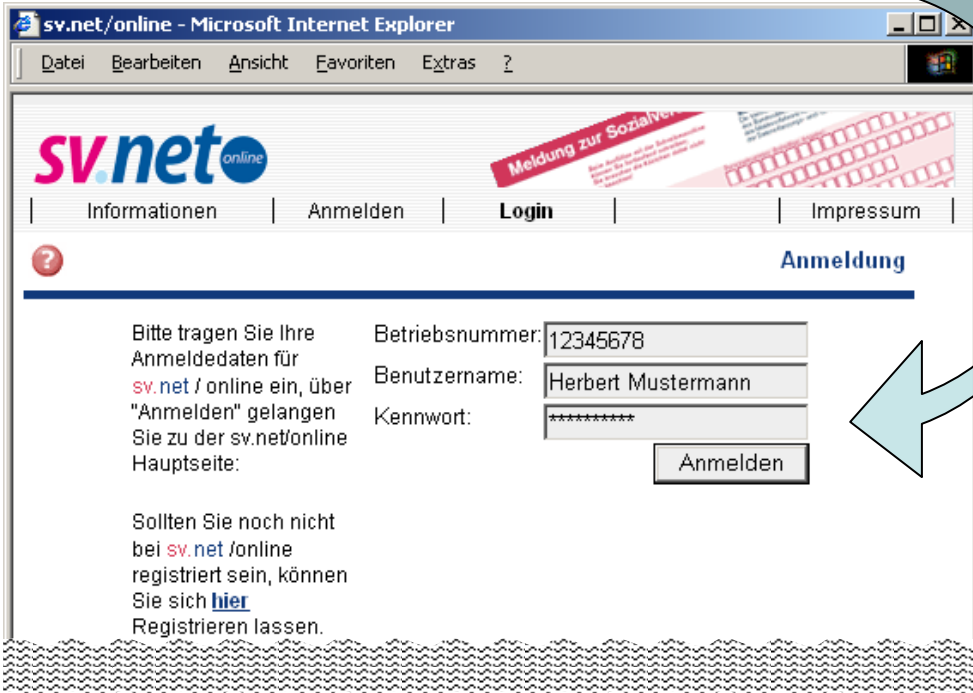 sv.net/online - Microsoft Internet Explorer
Datei Bearbeiten Ansicht Favoriten Extras ?
sv.net online
Meldung zur Sozialver
Informationen | Anmelden | Login | | Impressum |
?
Anmeldung
Bitte tragen Sie Ihre
Anmeldedaten für
sv.net / online ein, über
"Anmelden" gelangen
Sie zu der sv.net/online
Hauptseite:
Betriebsnummer: 12345678
Benutzername: Herbert Mustermann
Kennwort: **********
Anmelden
Sollten Sie noch nicht
bei sv.net /online
registriert sein, können
Sie sich hier
Registrieren lassen.